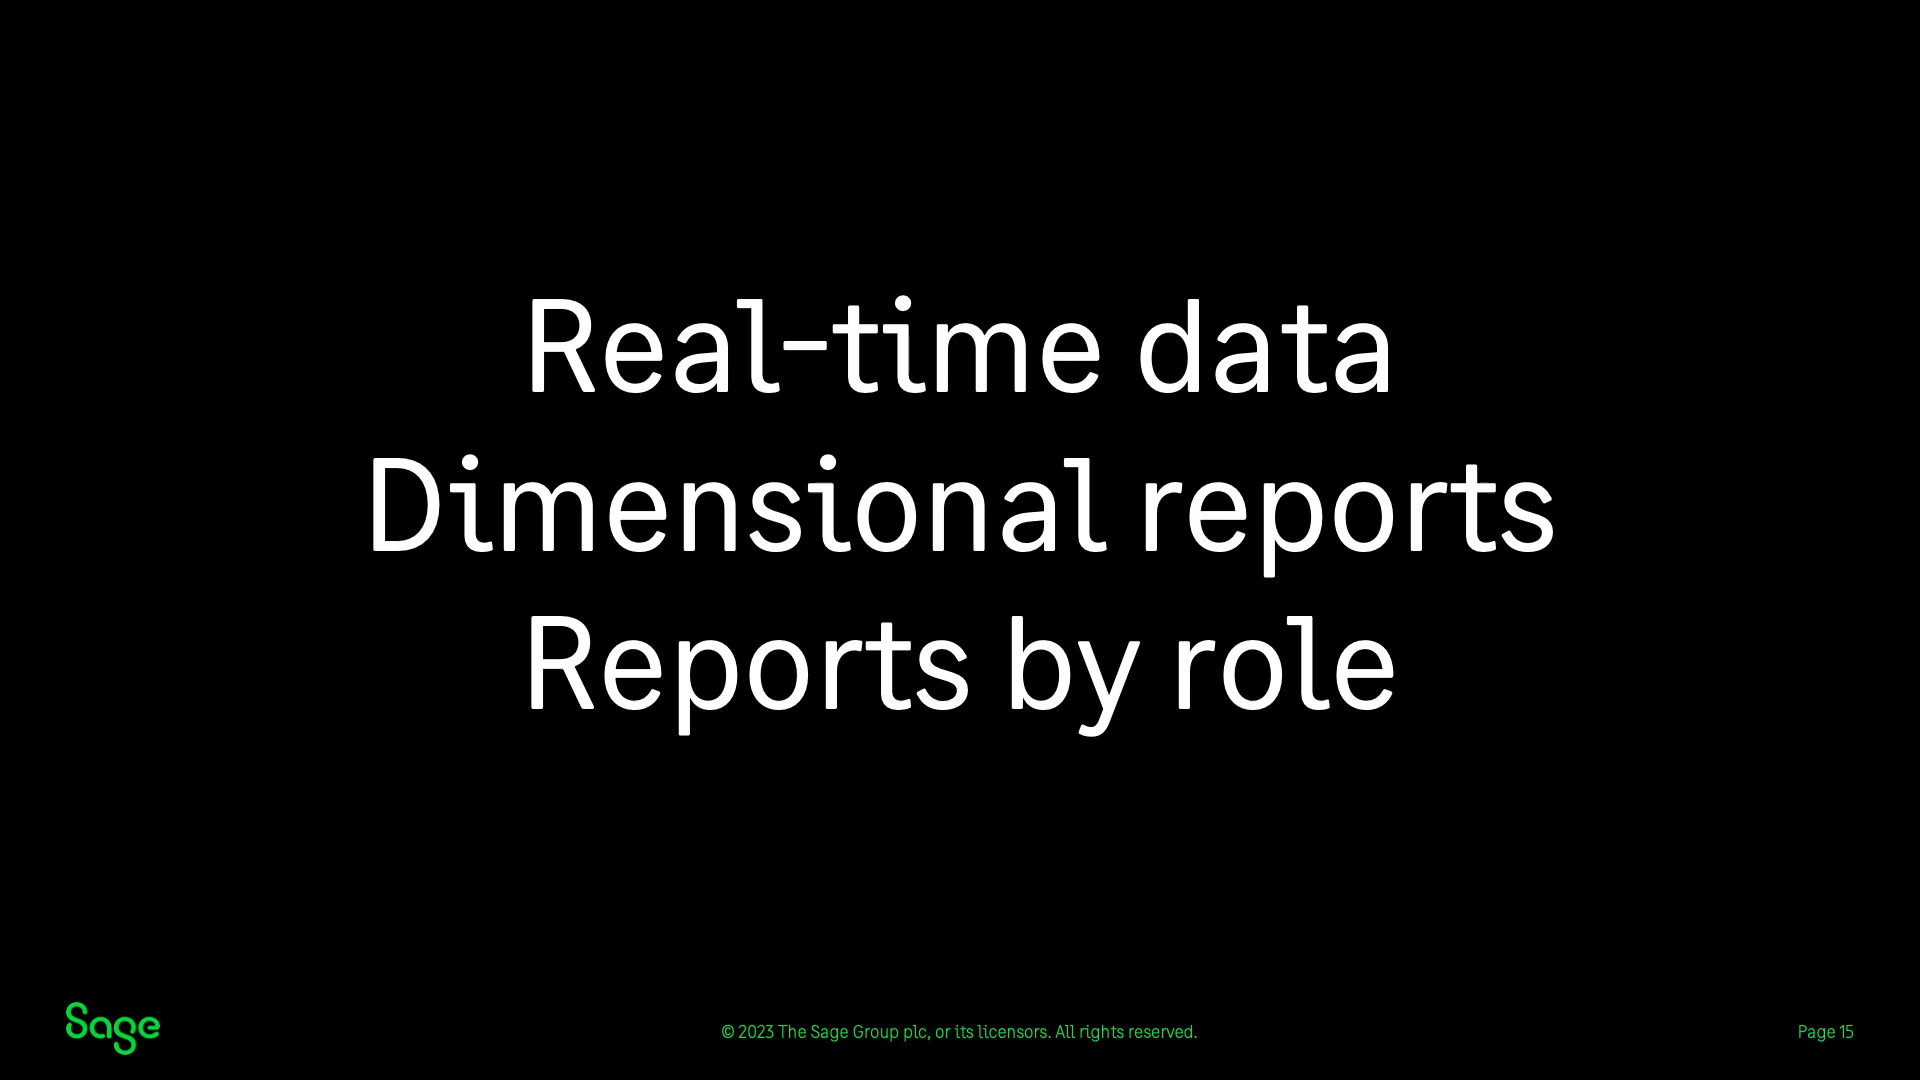 Real-time data
Dimensional reports
Reports by role
Sage
© 2023 The Sage Group plc, or its licensors. All rights reserved.
Page 15